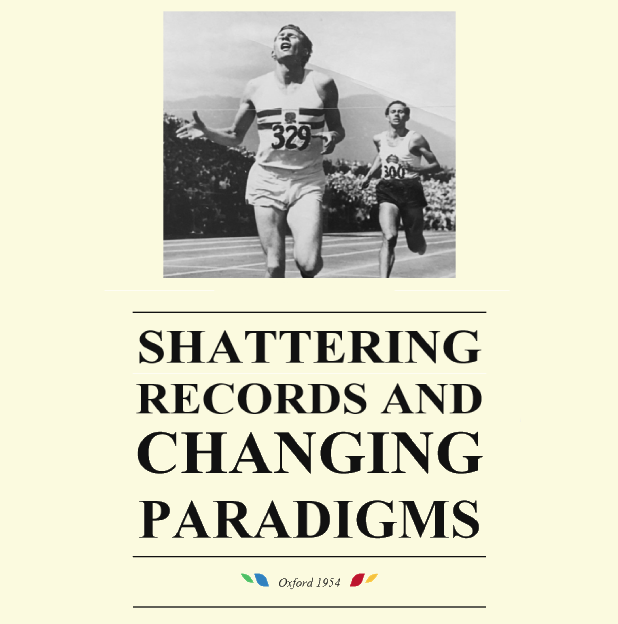 329
300
SHATTERING
RECORDS AND
CHANGING
PARADIGMS
Oxford 1954